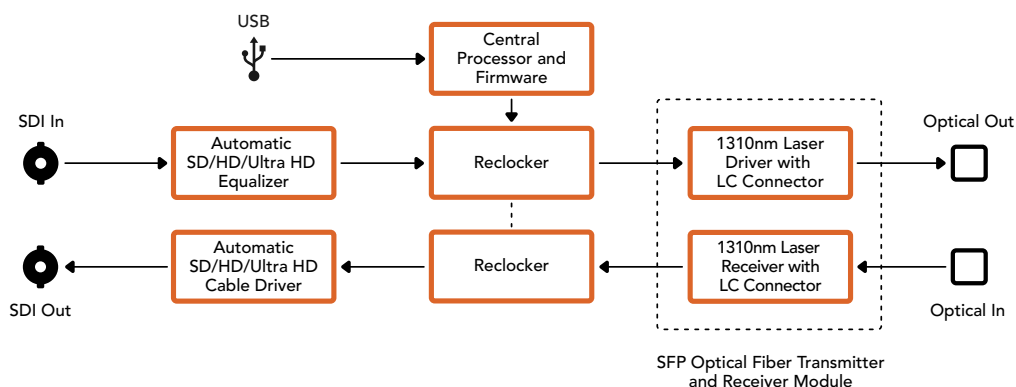 USB
Central
Processor and
Firmware
SDI In
Automatic
SD/HD/Ultra HD
Equalizer
Reclocker
1310nm Laser
Driver with
LC Connector
Optical Out
SDI Out
Automatic
SD/HD/Ultra HD
Cable Driver
Reclocker
1310nm Laser
Receiver with
LC Connector
Optical In
SFP Optical Fiber Transmitter
and Receiver Module